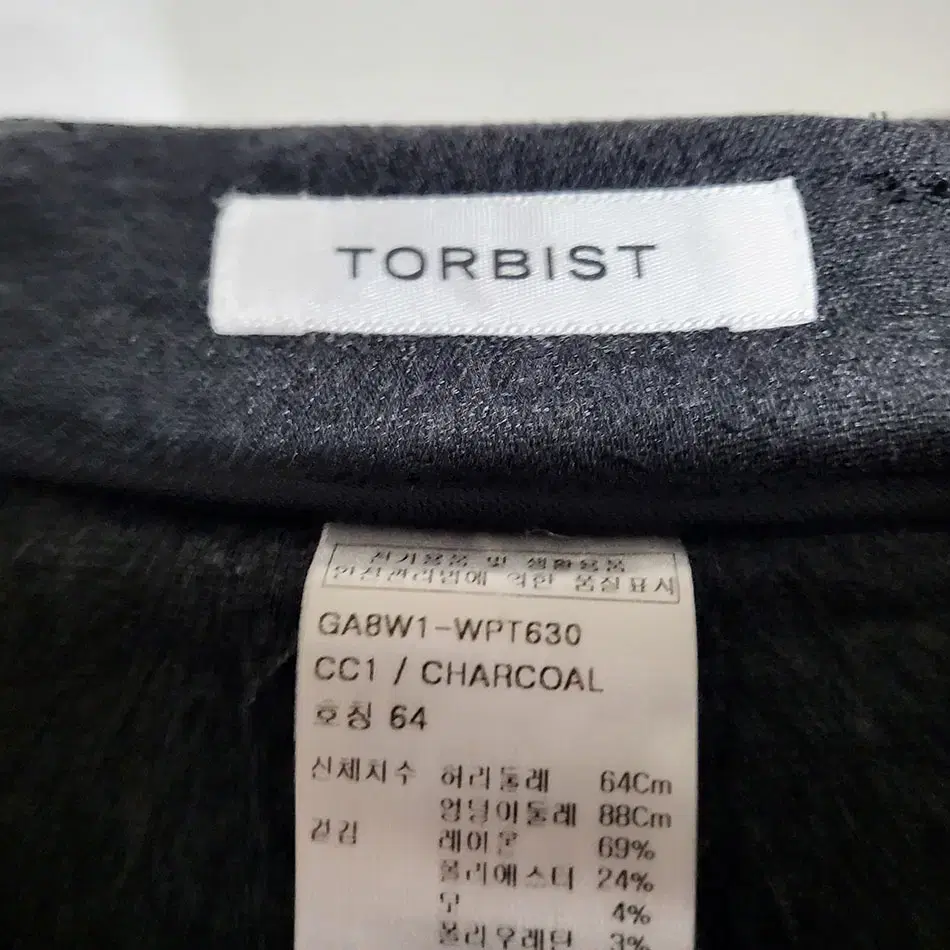 TORBIST
전기용품 및 생활용품
안전관리법에 의한 품질표시
GA8W1-WPT630
CC1 / CHARCOAL
호칭 64
신체치수 허리둘레 64Cm
엉덩이둘레 88Cm
겉감 레이온 69%
폴리에스터 24%
모 4%
폴리우레탄 3%